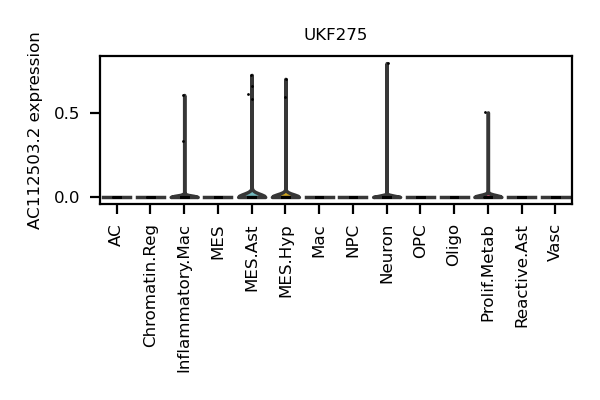 UKF275
AC112503.2 expression
0.5
0.0
AC
Chromatin.Reg
Inflammatory.Mac
MES
MES.Ast
MES.Hyp
Mac
NPC
Neuron
OPC
Oligo
Prolif.Metab
Reactive.Ast
Vasc